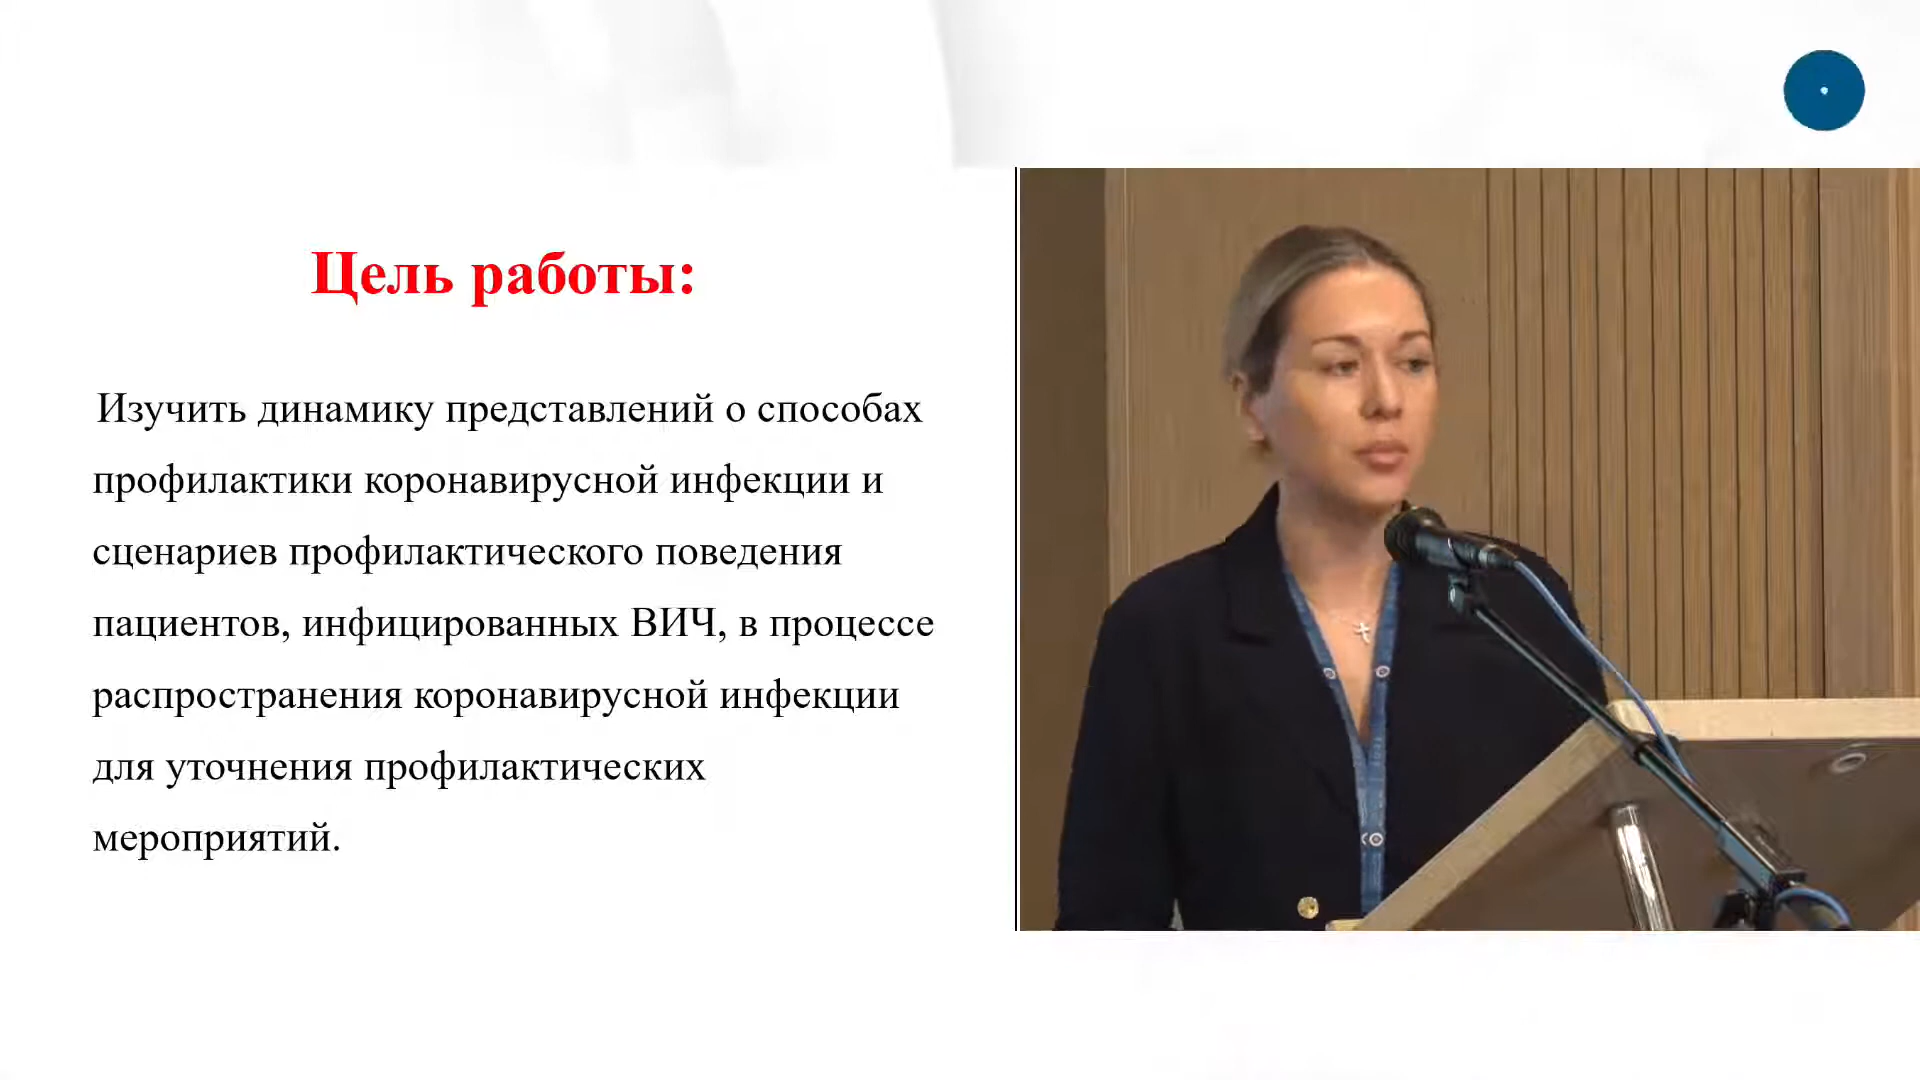 Цель работы:
Изучить динамику представлений о способах
профилактики коронавирусной инфекции и
сценариев профилактического поведения
пациентов, инфицированных ВИЧ, в процессе
распространения коронавирусной инфекции
для уточнения профилактических
мероприятий.